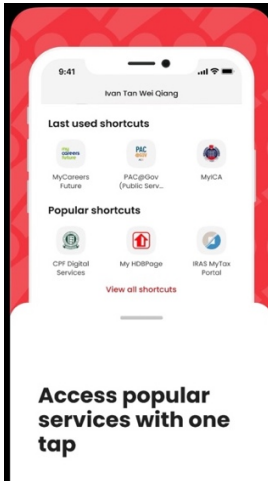 9:41
Ivan Tan Wei Qiang
Last used shortcuts
MyCareers
Future
PAC@Gov
(Public Serv...
MyICA
Popular shortcuts
CPF Digital
Services
My HDBPage
IRAS MyTax
Portal
View all shortcuts
Access popular
services with one
tap